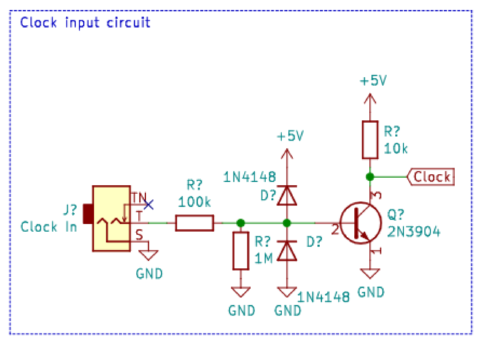 Clock input circuit
+5V
R?
10k
+5V
Clock
1N4148
D?
R?
100k
TN
J?
Clock In
T
S
3
Q?
2N3904
2
1
R?
1M
D?
GND
GND
GND
1N4148
GND